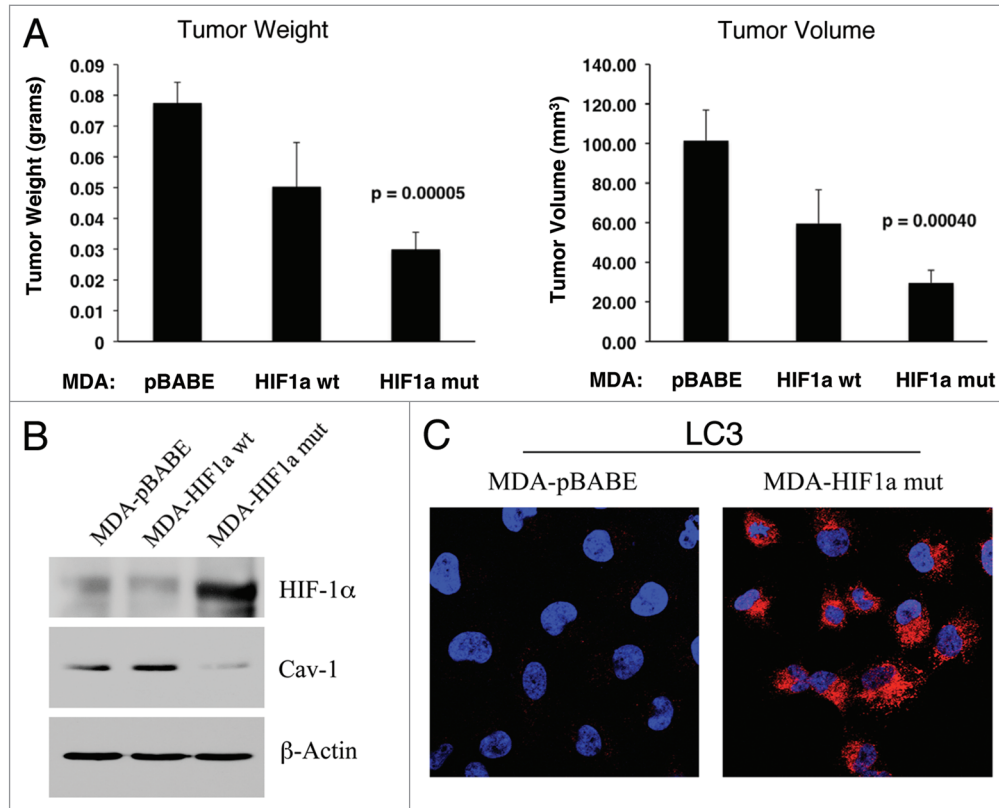 A
Tumor Weight
Tumor Weight (grams)
0.09
0.08
0.07
0.06
0.05
0.04
0.03
0.02
0.01
0
p = 0.00005
MDA: pBABE HIF1a wt HIF1a mut
Tumor Volume
Tumor Volume (mm³)
140.00
120.00
100.00
80.00
60.00
40.00
20.00
0.00
p = 0.00040
MDA: pBABE HIF1a wt HIF1a mut
B
MDA-pBABE
MDA-HIF1a wt
MDA-HIF1a mut
HIF-1α
Cav-1
β-Actin
C
LC3
MDA-pBABE
MDA-HIF1a mut